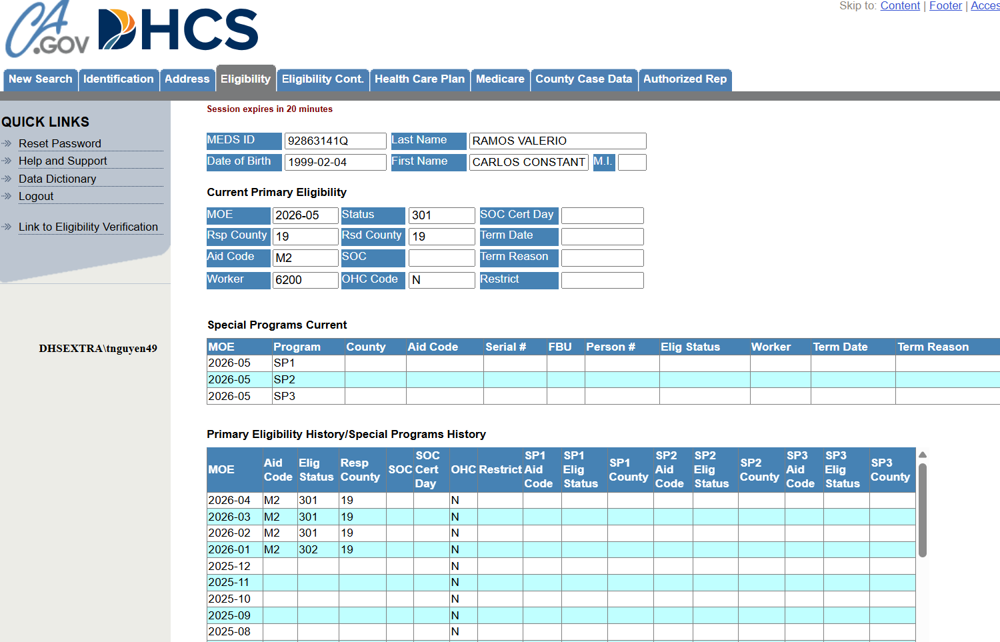 Skip to: Content | Footer | Acces
CA.GOV DHCS
New Search Identification Address Eligibility Eligibility Cont. Health Care Plan Medicare County Case Data Authorized Rep
Session expires in 20 minutes
QUICK LINKS
Reset Password
Help and Support
Data Dictionary
Logout
Link to Eligibility Verification
DHSEXTRA\tnguyen49
MEDS ID 92863141Q Last Name RAMOS VALERIO
Date of Birth 1999-02-04 First Name CARLOS CONSTANT M.I.
Current Primary Eligibility
MOE 2026-05 Status 301 SOC Cert Day
Rsp County 19 Rsd County 19 Term Date
Aid Code M2 SOC Term Reason
Worker 6200 OHC Code N Restrict
Special Programs Current
MOE Program County Aid Code Serial # FBU Person # Elig Status Worker Term Date Term Reason
2026-05 SP1
2026-05 SP2
2026-05 SP3
Primary Eligibility History/Special Programs History
MOE Aid Code Elig Status Resp County SOC SOC Cert Day OHC Restrict SP1 Aid Code SP1 Elig Status SP1 County SP2 Aid Code SP2 Elig Status SP2 County SP3 Aid Code SP3 Elig Status SP3 County
2026-04 M2 301 19 N
2026-03 M2 301 19 N
2026-02 M2 301 19 N
2026-01 M2 302 19 N
2025-12 N
2025-11 N
2025-10 N
2025-09 N
2025-08 N